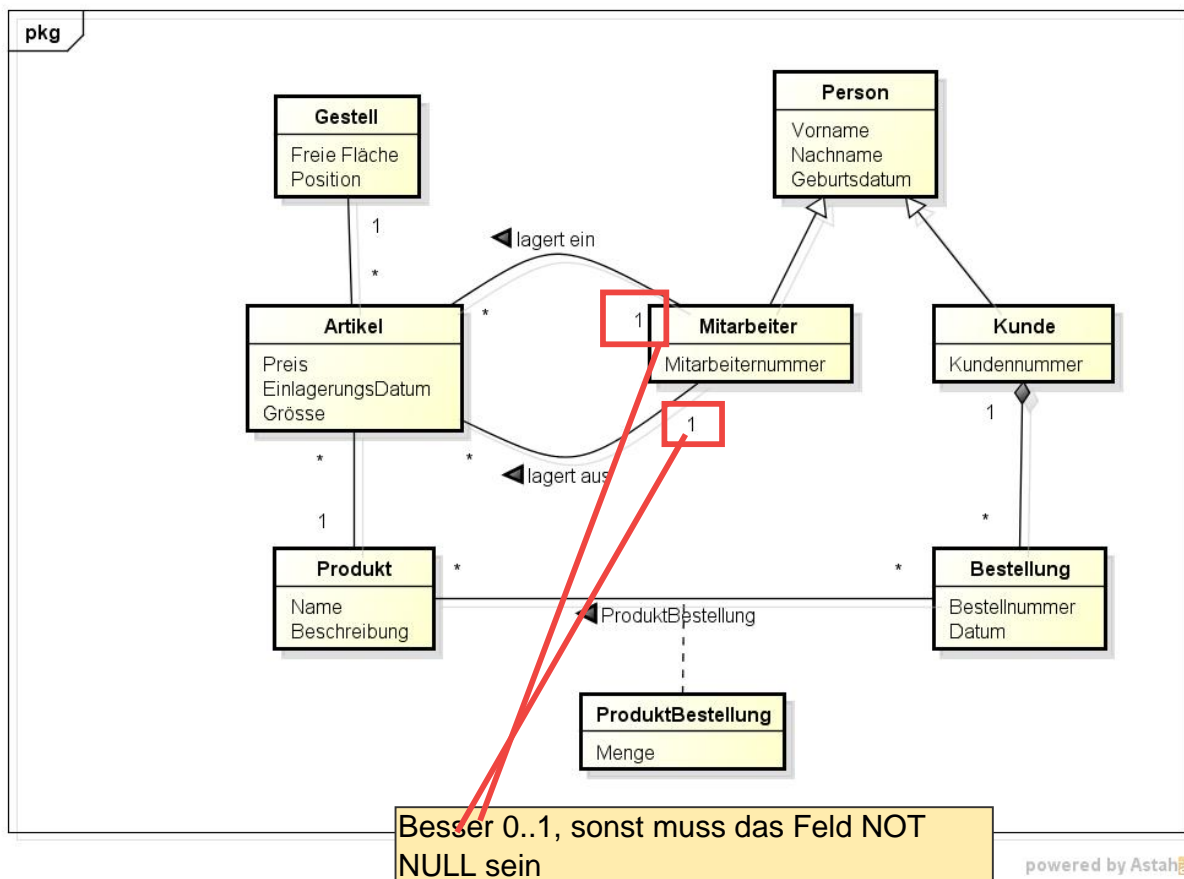 pkg
Person
Vorname
Nachname
Geburtsdatum
Gestell
Freie Fläche
Position
1
*
◀ lagert ein
*
1
Artikel
Preis
EinlagerungsDatum
Grösse
Mitarbeiter
Mitarbeiternummer
Kunde
Kundennummer
1
1
*
*
◀ lagert aus
1
*
Produkt
Name
Beschreibung
*
*
Bestellung
Bestellnummer
Datum
◀ ProduktBestellung
ProduktBestellung
Menge
Besser 0..1, sonst muss das Feld NOT
NULL sein
powered by Astah